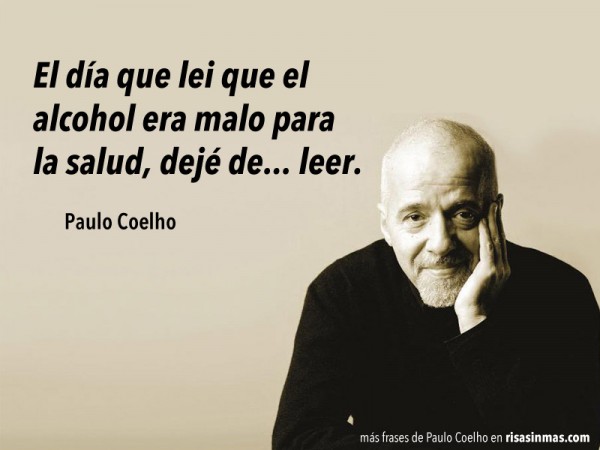 El día que lei que el
alcohol era malo para
la salud, dejé de... leer.
Paulo Coelho
más frases de Paulo Coelho en risasinmas.com